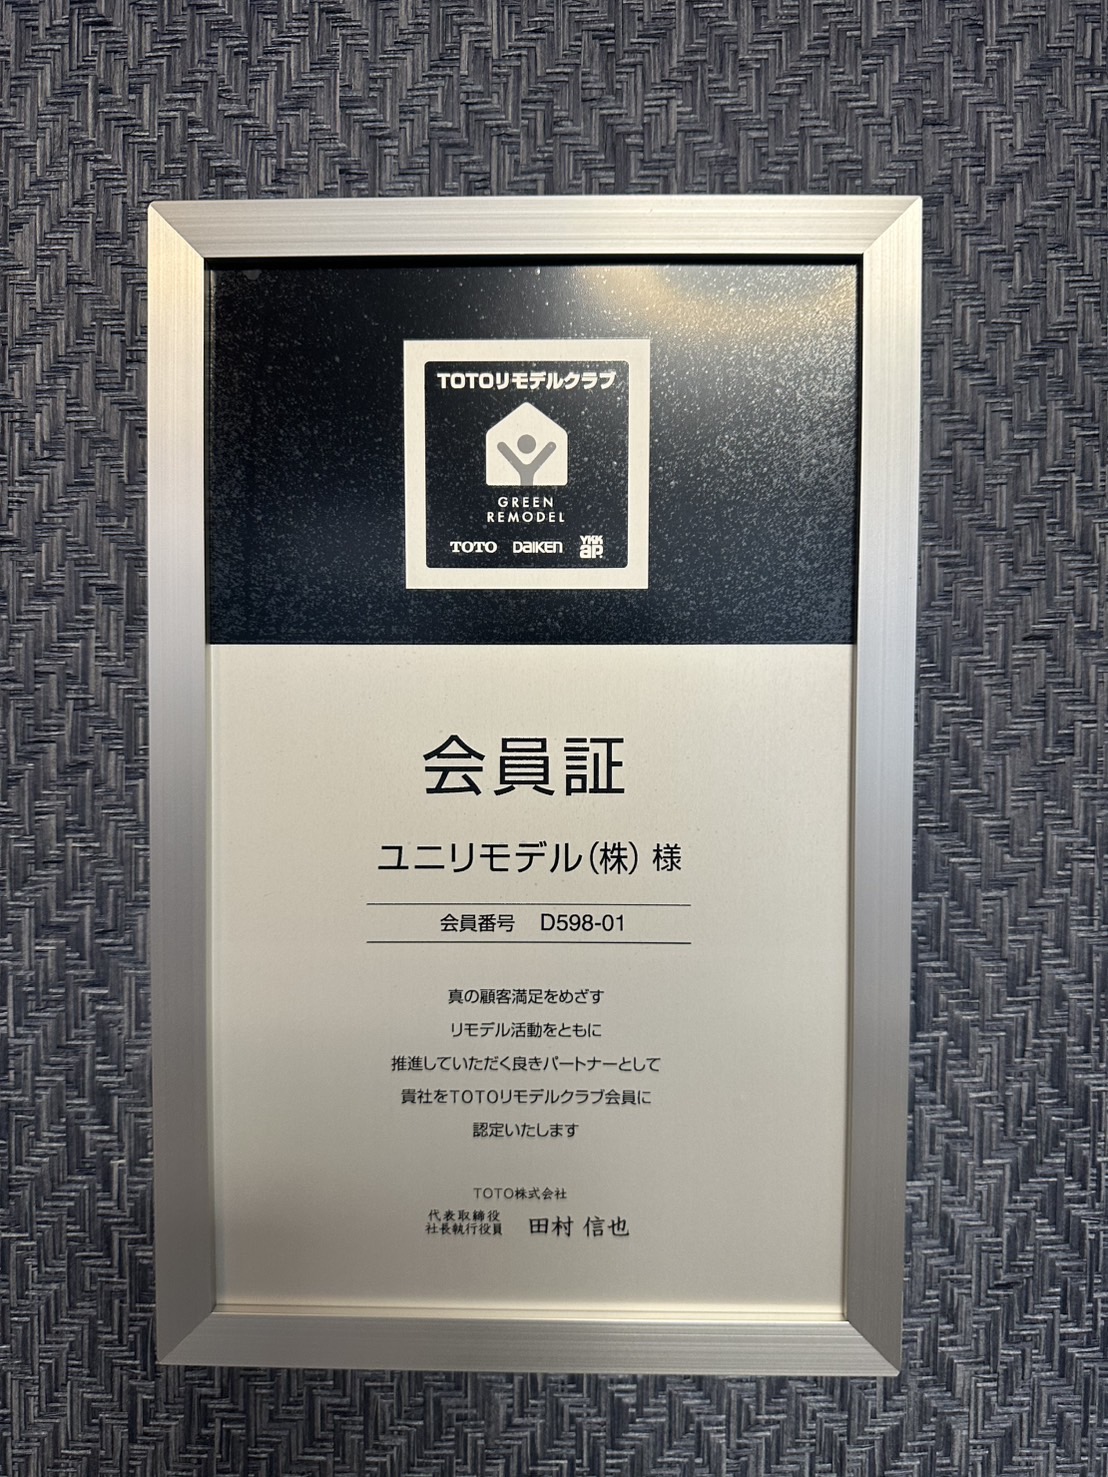 TOTOリモデルクラブ
GREEN
REMODEL
TOTO DAIKEN YKK ap
会員証
ユニリモデル(株) 様
会員番号 D598-01
真の顧客満足をめざす
リモデル活動をともに
推進していただく良きパートナーとして
貴社をTOTOリモデルクラブ会員に
認定いたします
TOTO株式会社
代表取締役
社長執行役員 田村 信也